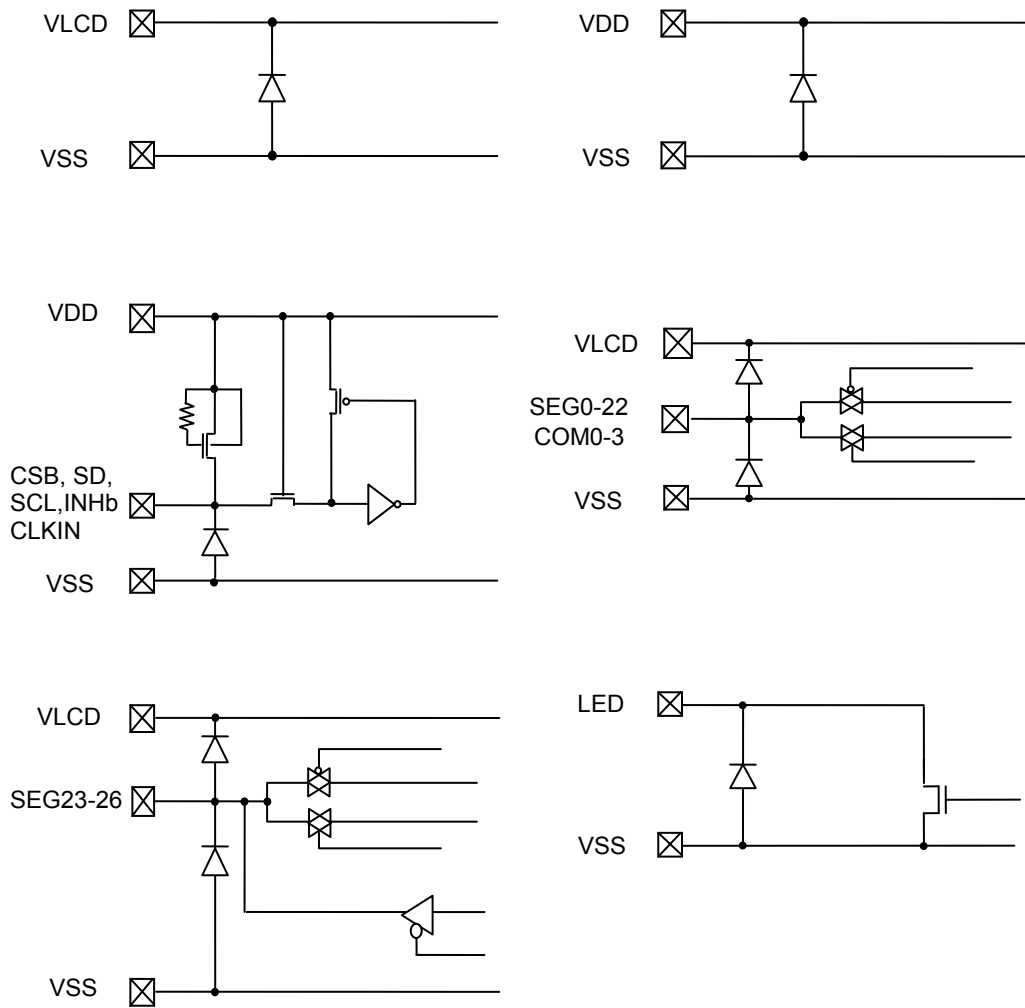 VLCD
VSS
VDD
VSS
VDD
CSB, SD,
SCL,INHb
CLKIN
VSS
VLCD
SEG0-22
COM0-3
VSS
VLCD
SEG23-26
VSS
LED
VSS